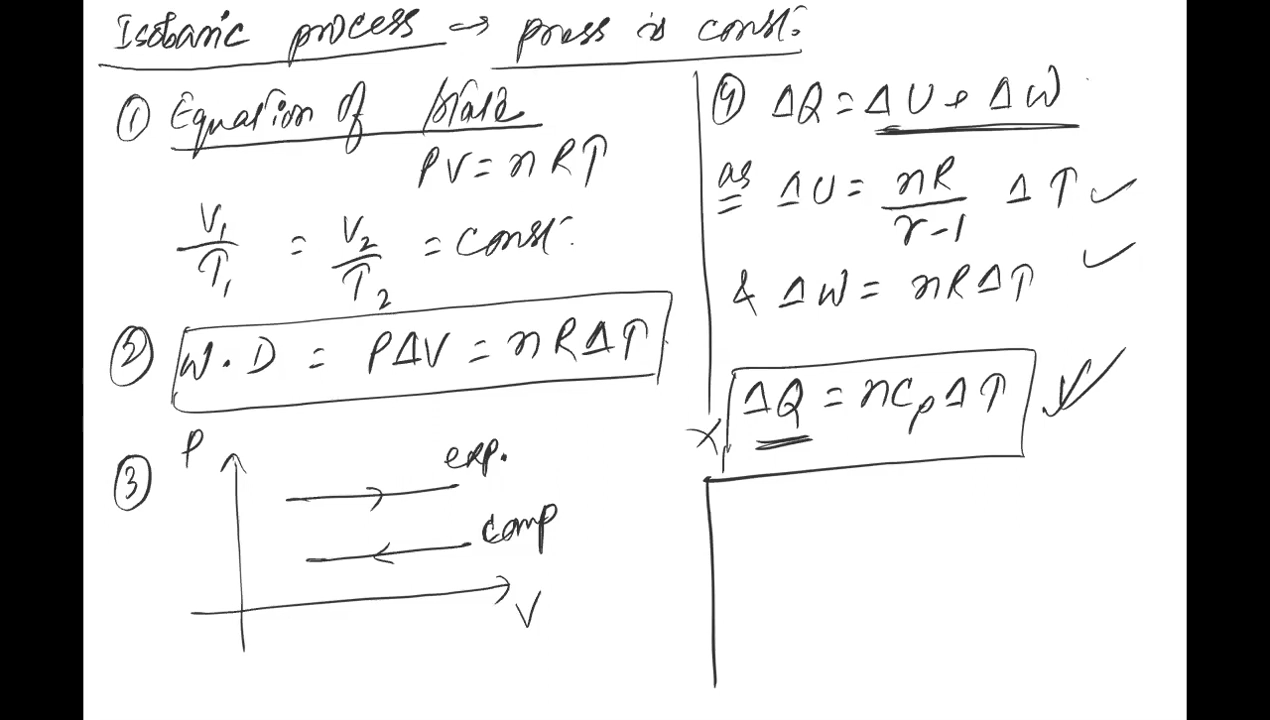 Isobaric process → press is const.
① Equation of state
PV = nRT
V₁/T₁ = V₂/T₂ = const.
② W.D = PΔV = nRΔT
③ P
exp.
comp
V
④ ΔQ = ΔU + ΔW
as ΔU = nR/γ-1 ΔT ✓
& ΔW = nRΔT ✓
ΔQ = nCpΔT ✓